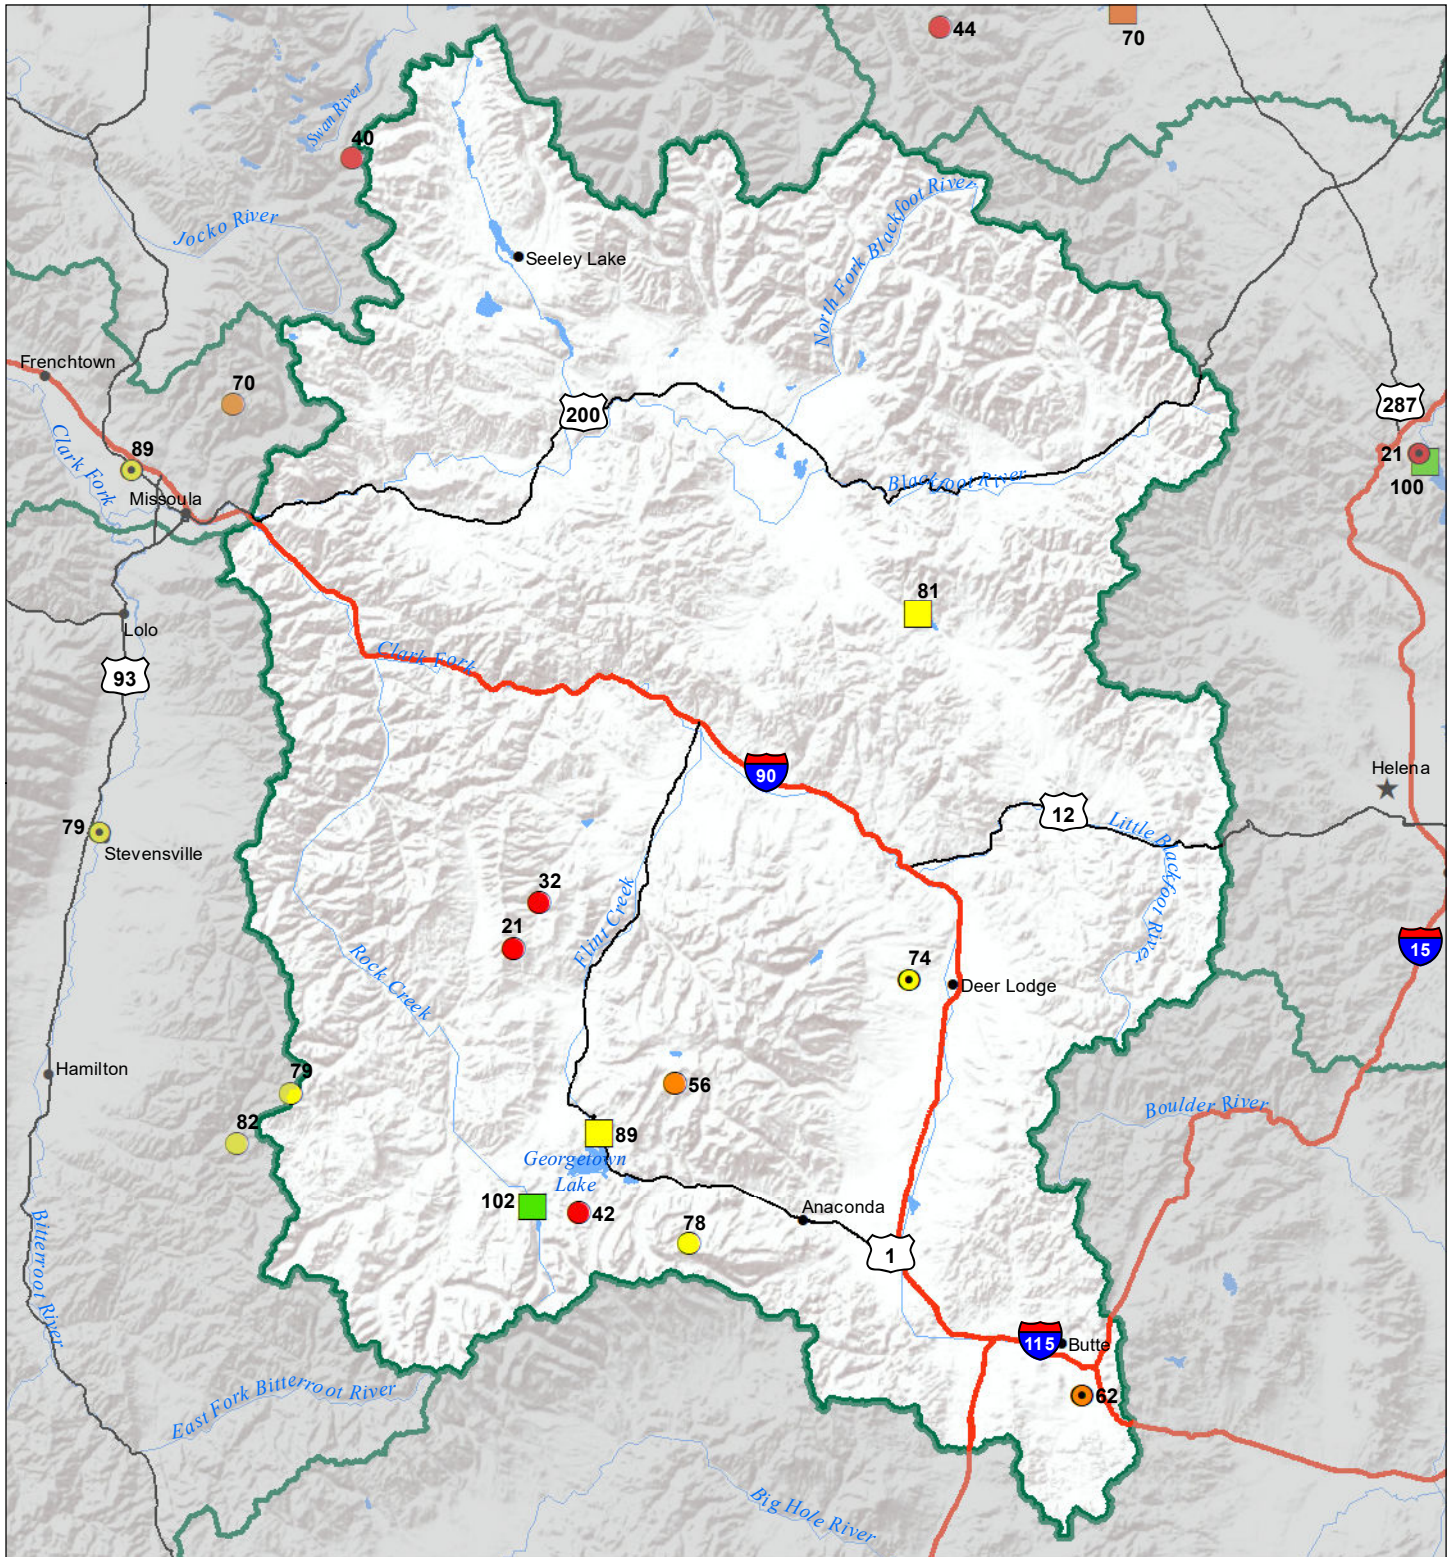 44
70
Swan River
40
North Fork Blackfoot River
Jocko River
Seeley Lake
Frenchtown
70
200
287
Clark Fork
89
21
100
Blackfoot River
Missoula
81
Lolo
Clark Fork
93
90
Helena
12
Little Blackfoot River
79
Stevensville
32
Flint Creek
21
15
Rock Creek
74
Deer Lodge
Hamilton
79
56
Boulder River
82
89
Georgetown
Lake
102
42
Anaconda
78
1
Bitterroot River
115
Butte
62
East Fork Bitterroot River
Big Hole River